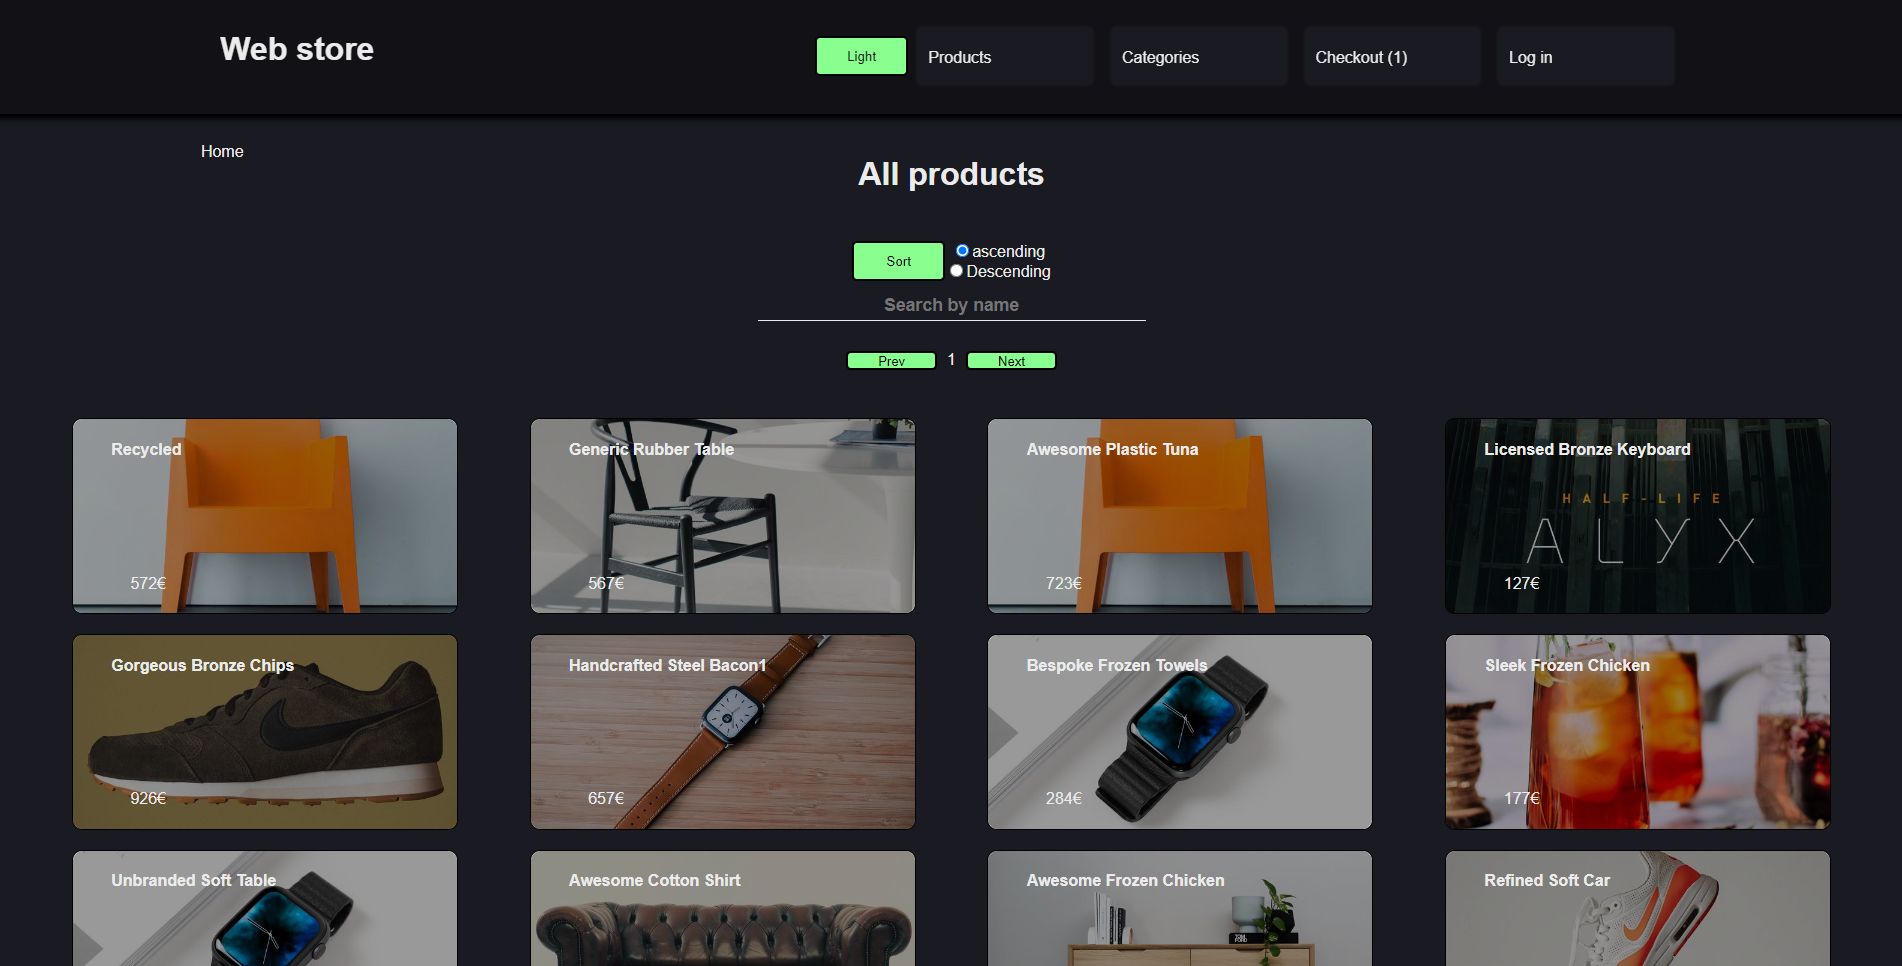 Web store
Light
Products
Categories
Checkout (1)
Log in
Home
All products
Sort
ascending
Descending
Search by name
Prev
1
Next
Recycled
572€
Generic Rubber Table
567€
Awesome Plastic Tuna
723€
Licensed Bronze Keyboard
HALF-LIFE
ALYX
127€
Gorgeous Bronze Chips
926€
Handcrafted Steel Bacon1
657€
Bespoke Frozen Towels
284€
Sleek Frozen Chicken
177€
Unbranded Soft Table
Awesome Cotton Shirt
Awesome Frozen Chicken
TOM FORD
Refined Soft Car